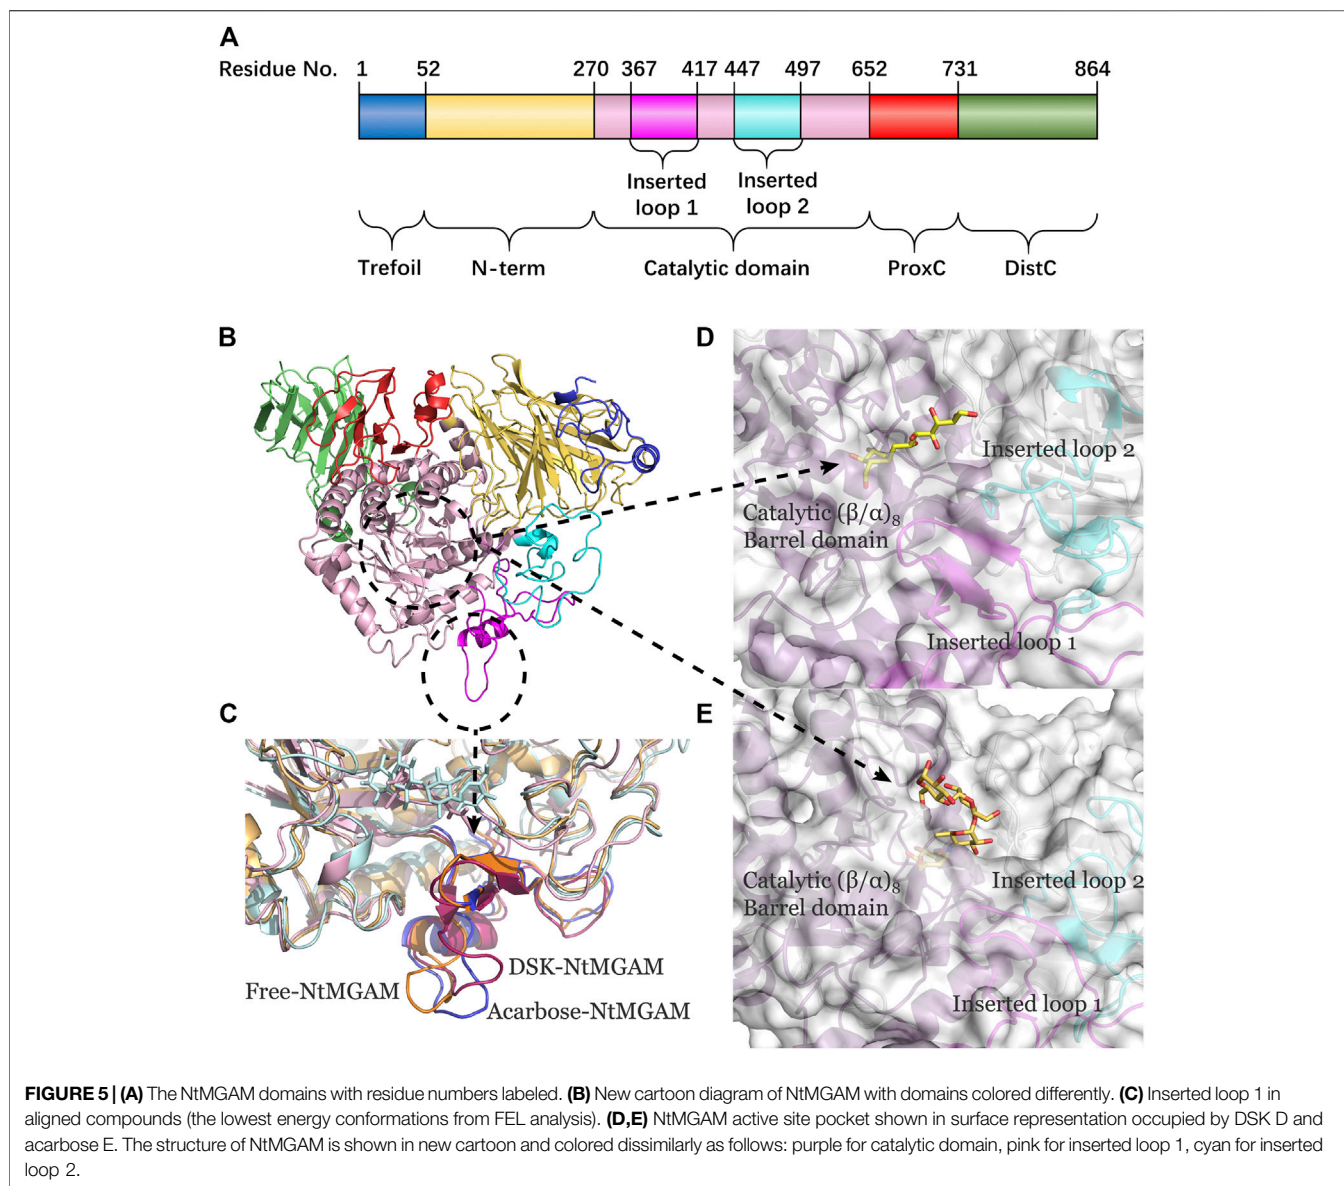 A
Residue No. 1 52 270 367 417 447 497 652 731 864
Inserted
loop 1
Inserted
loop 2
Trefoil N-term Catalytic domain ProxC DistC
B
D
Inserted loop 2
Catalytic (β/α)₈
Barrel domain
Inserted loop 1
C
DSK-NtMGAM
Free-NtMGAM
Acarbose-NtMGAM
E
Catalytic (β/α)₈
Barrel domain
Inserted loop 2
Inserted loop 1
FIGURE 5 | (A) The NtMGAM domains with residue numbers labeled. (B) New cartoon diagram of NtMGAM with domains colored differently. (C) Inserted loop 1 in
aligned compounds (the lowest energy conformations from FEL analysis). (D,E) NtMGAM active site pocket shown in surface representation occupied by DSK D and
acarbose E. The structure of NtMGAM is shown in new cartoon and colored dissimilarly as follows: purple for catalytic domain, pink for inserted loop 1, cyan for inserted
loop 2.